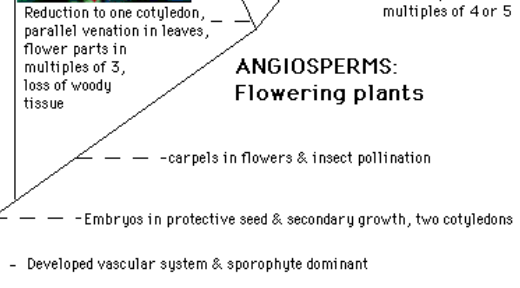 Reduction to one cotyledon,
parallel venation in leaves,
flower parts in
multiples of 3,
loss of woody
tissue
multiples of 4 or 5
ANGIOSPERMS:
Flowering plants
carpels in flowers & insect pollination
Embryos in protective seed & secondary growth, two cotyledons
Developed vascular system & sporophyte dominant